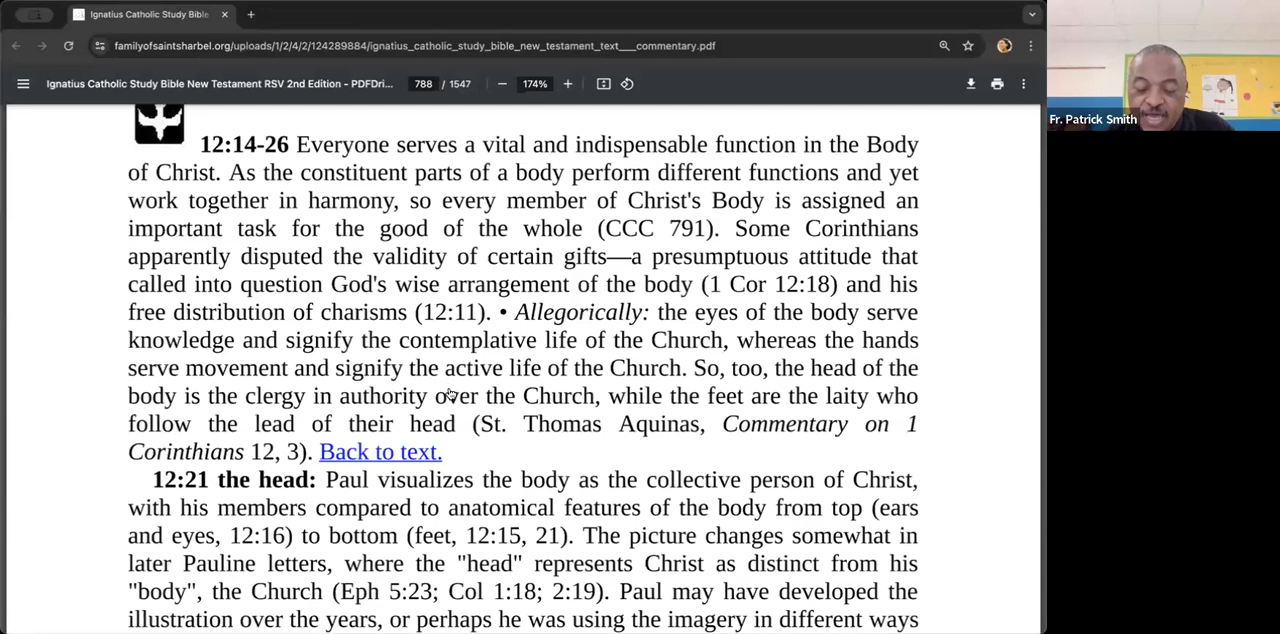 Ignatius Catholic Study Bible
familyofsaintsharbel.org/uploads/1/2/4/2/124289884/ignatius_catholic_study_bible_new_testament_text___commentary.pdf
Ignatius Catholic Study Bible New Testament RSV 2nd Edition - PDFDri...
788 / 1547
174%
Fr. Patrick Smith
12:14-26 Everyone serves a vital and indispensable function in the Body
of Christ. As the constituent parts of a body perform different functions and yet
work together in harmony, so every member of Christ's Body is assigned an
important task for the good of the whole (CCC 791). Some Corinthians
apparently disputed the validity of certain gifts—a presumptuous attitude that
called into question God's wise arrangement of the body (1 Cor 12:18) and his
free distribution of charisms (12:11). • Allegorically: the eyes of the body serve
knowledge and signify the contemplative life of the Church, whereas the hands
serve movement and signify the active life of the Church. So, too, the head of the
body is the clergy in authority over the Church, while the feet are the laity who
follow the lead of their head (St. Thomas Aquinas, Commentary on 1
Corinthians 12, 3). Back to text.
12:21 the head: Paul visualizes the body as the collective person of Christ,
with his members compared to anatomical features of the body from top (ears
and eyes, 12:16) to bottom (feet, 12:15, 21). The picture changes somewhat in
later Pauline letters, where the "head" represents Christ as distinct from his
"body", the Church (Eph 5:23; Col 1:18; 2:19). Paul may have developed the
illustration over the years, or perhaps he was using the imagery in different ways